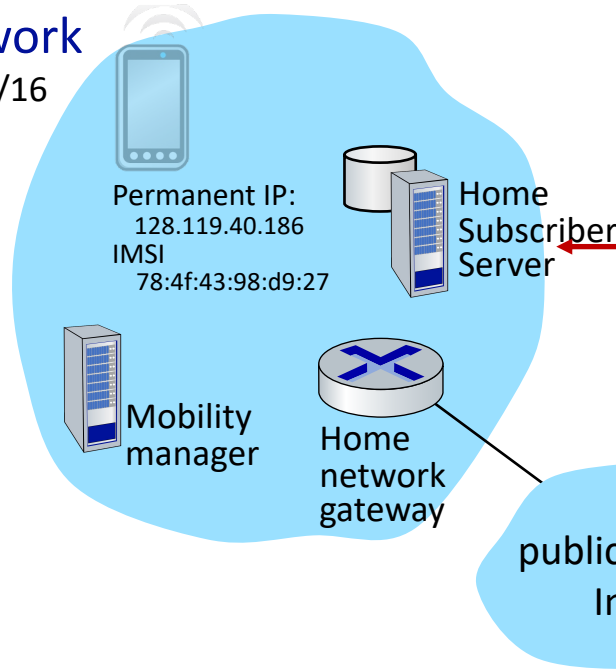 work
/16
Permanent IP:
128.119.40.186
IMSI
78:4f:43:98:d9:27
Home
Subscriber
Server
Mobility
manager
Home
network
gateway
public
In